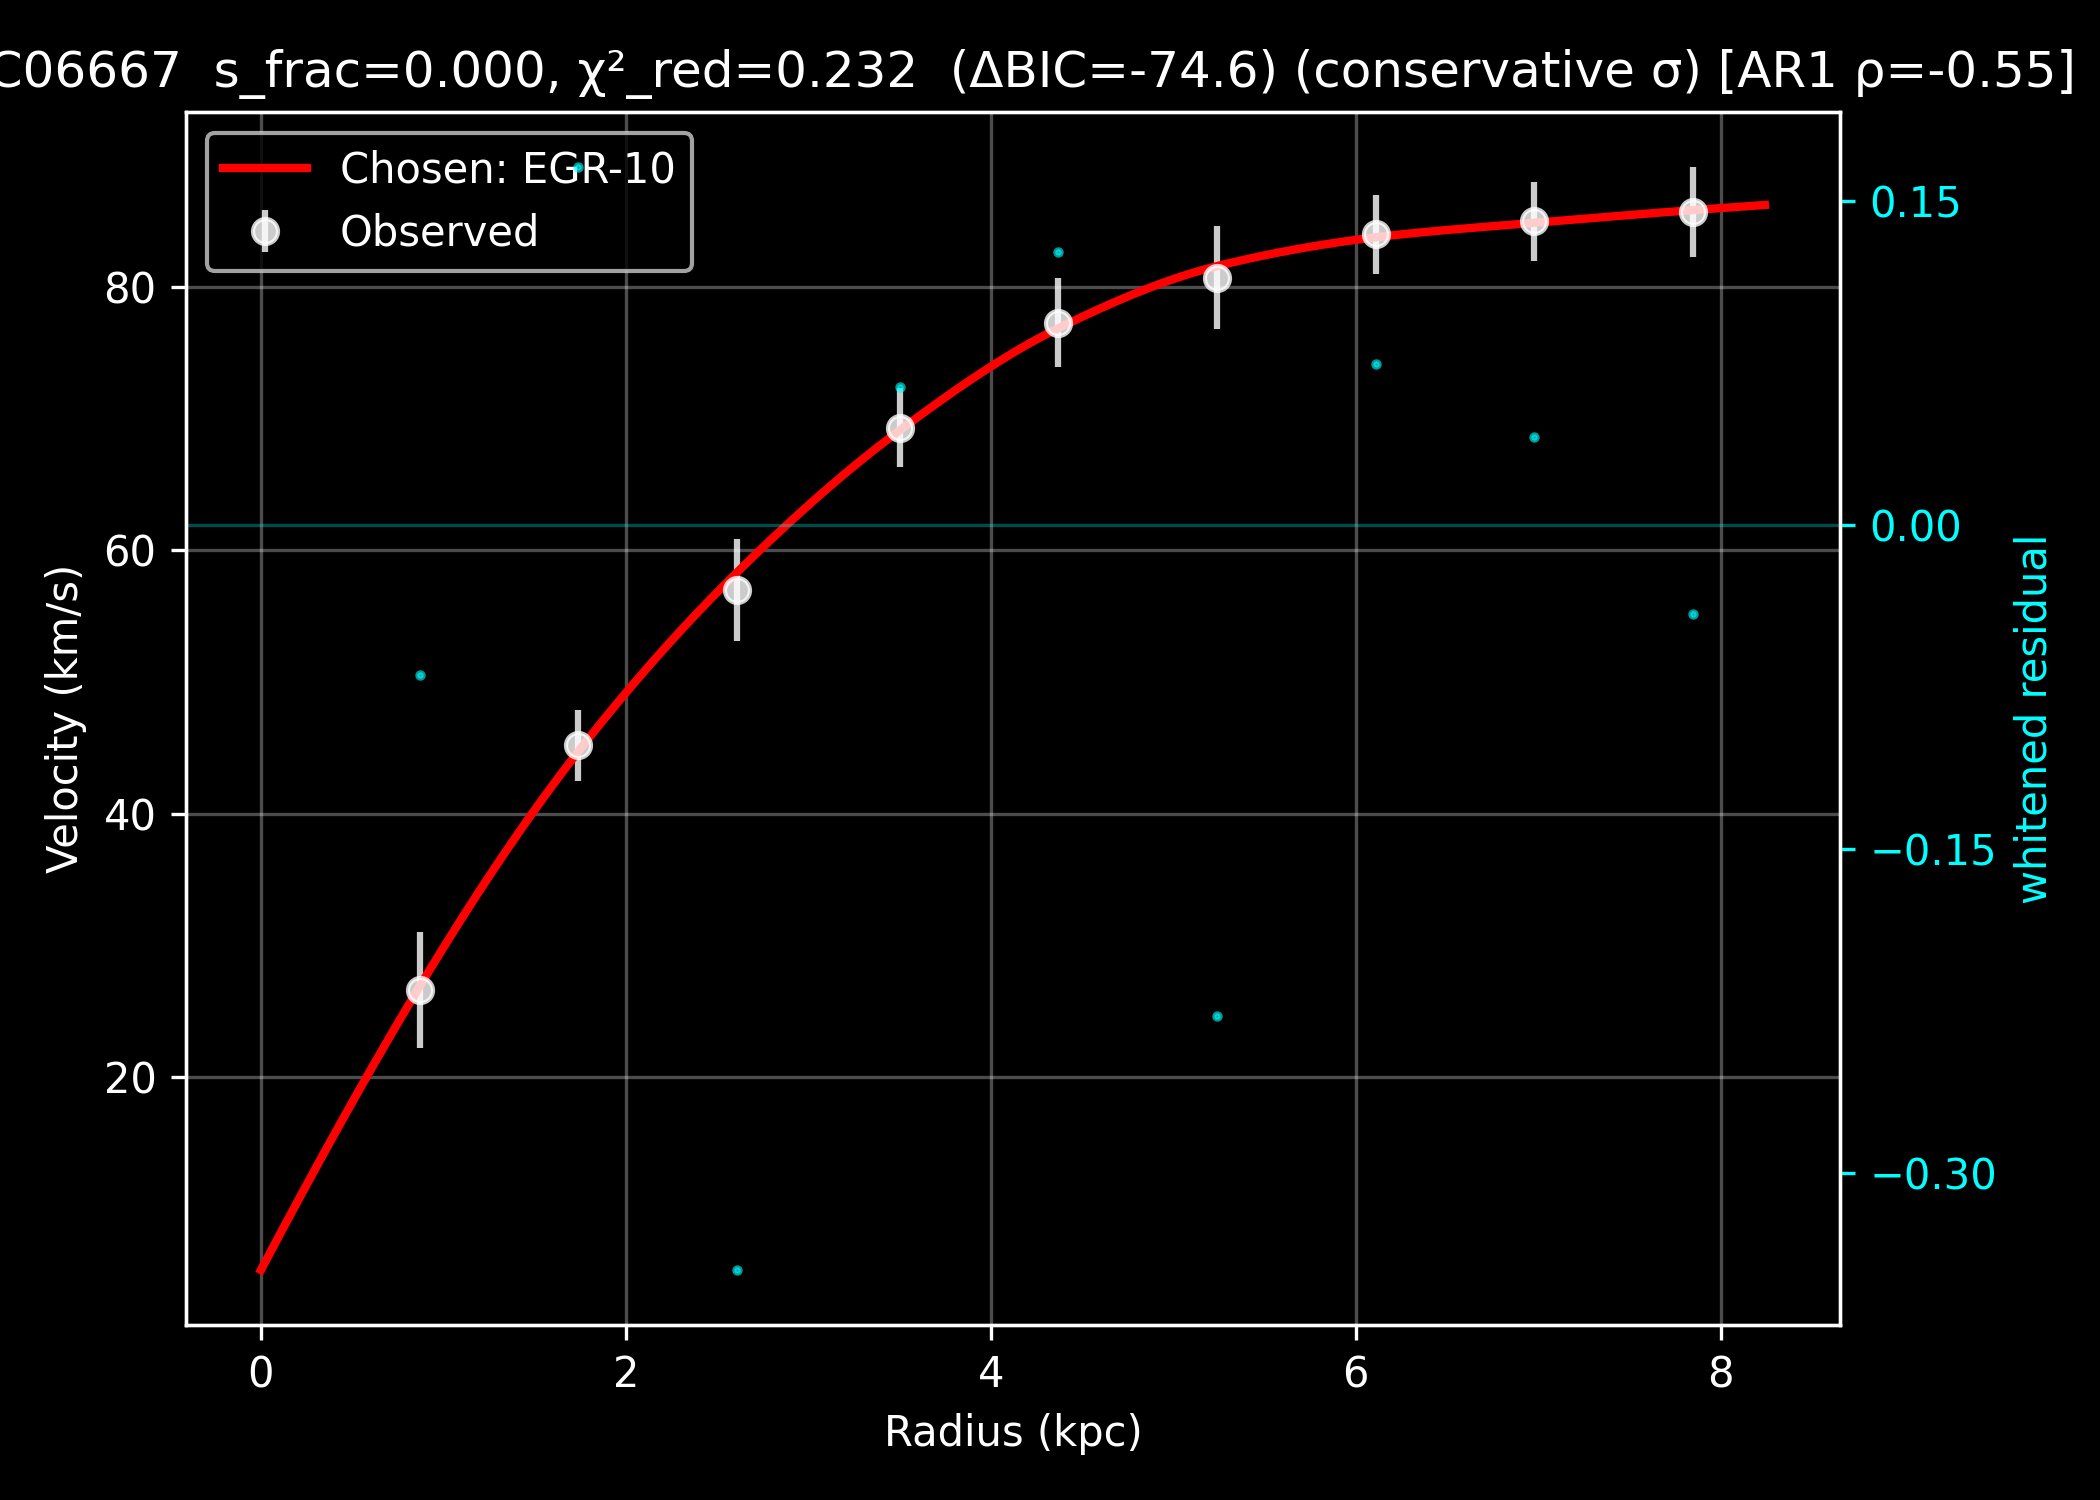 C06667 s_frac=0.000, χ²_red=0.232 (ΔBIC=-74.6) (conservative σ) [AR1 ρ=-0.55]
Chosen: EGR-10
Observed
80
60
40
20
Velocity (km/s)
0.15
0.00
−0.15
−0.30
whitened residual
0 2 4 6 8
Radius (kpc)